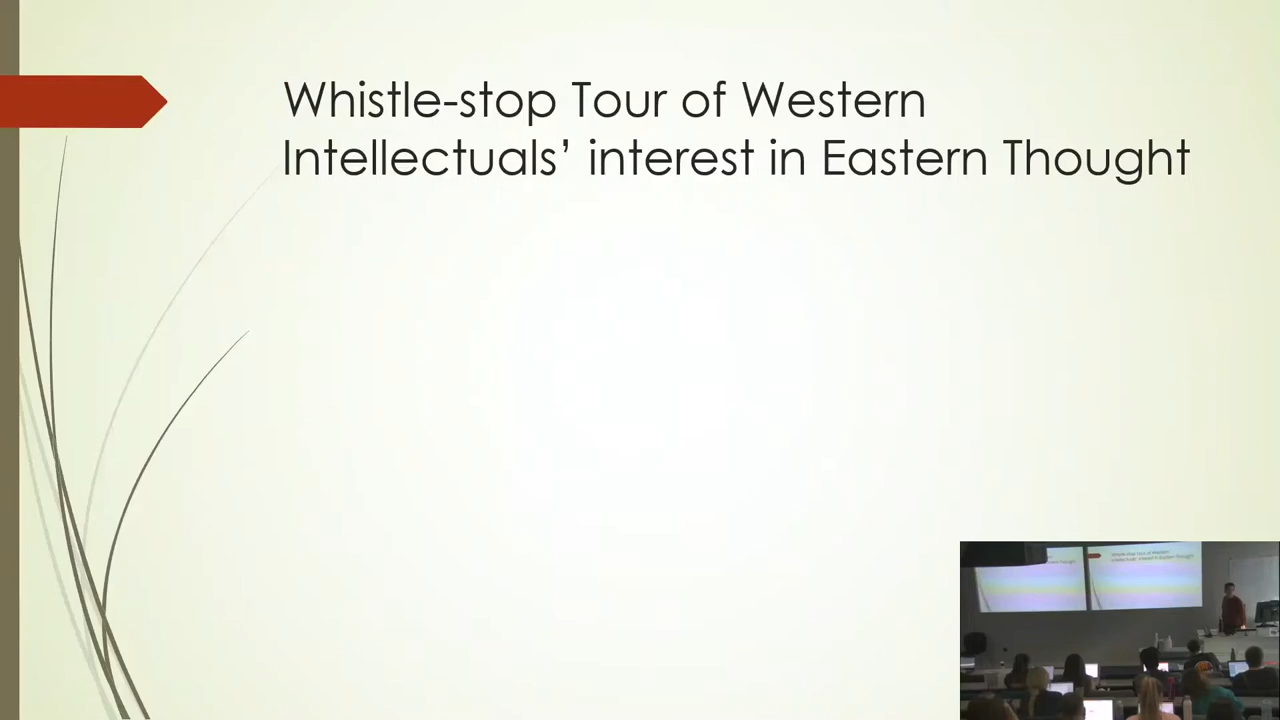 Whistle-stop Tour of Western
Intellectuals’ interest in Eastern Thought